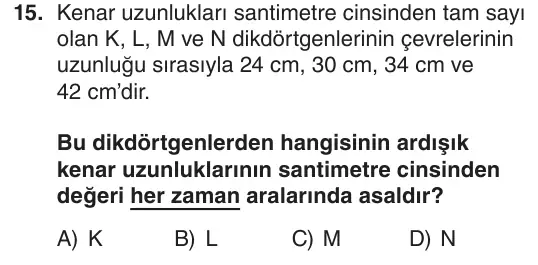 15. Kenar uzunlukları santimetre cinsinden tam sayı
olan K, L, M ve N dikdörtgenlerinin çevrelerinin
uzunluğu sırasıyla 24 cm, 30 cm, 34 cm ve
42 cm'dir.
Bu dikdörtgenlerden hangisinin ardışık
kenar uzunluklarının santimetre cinsinden
değeri her zaman aralarında asaldır?
A) K B) L C) M D) N